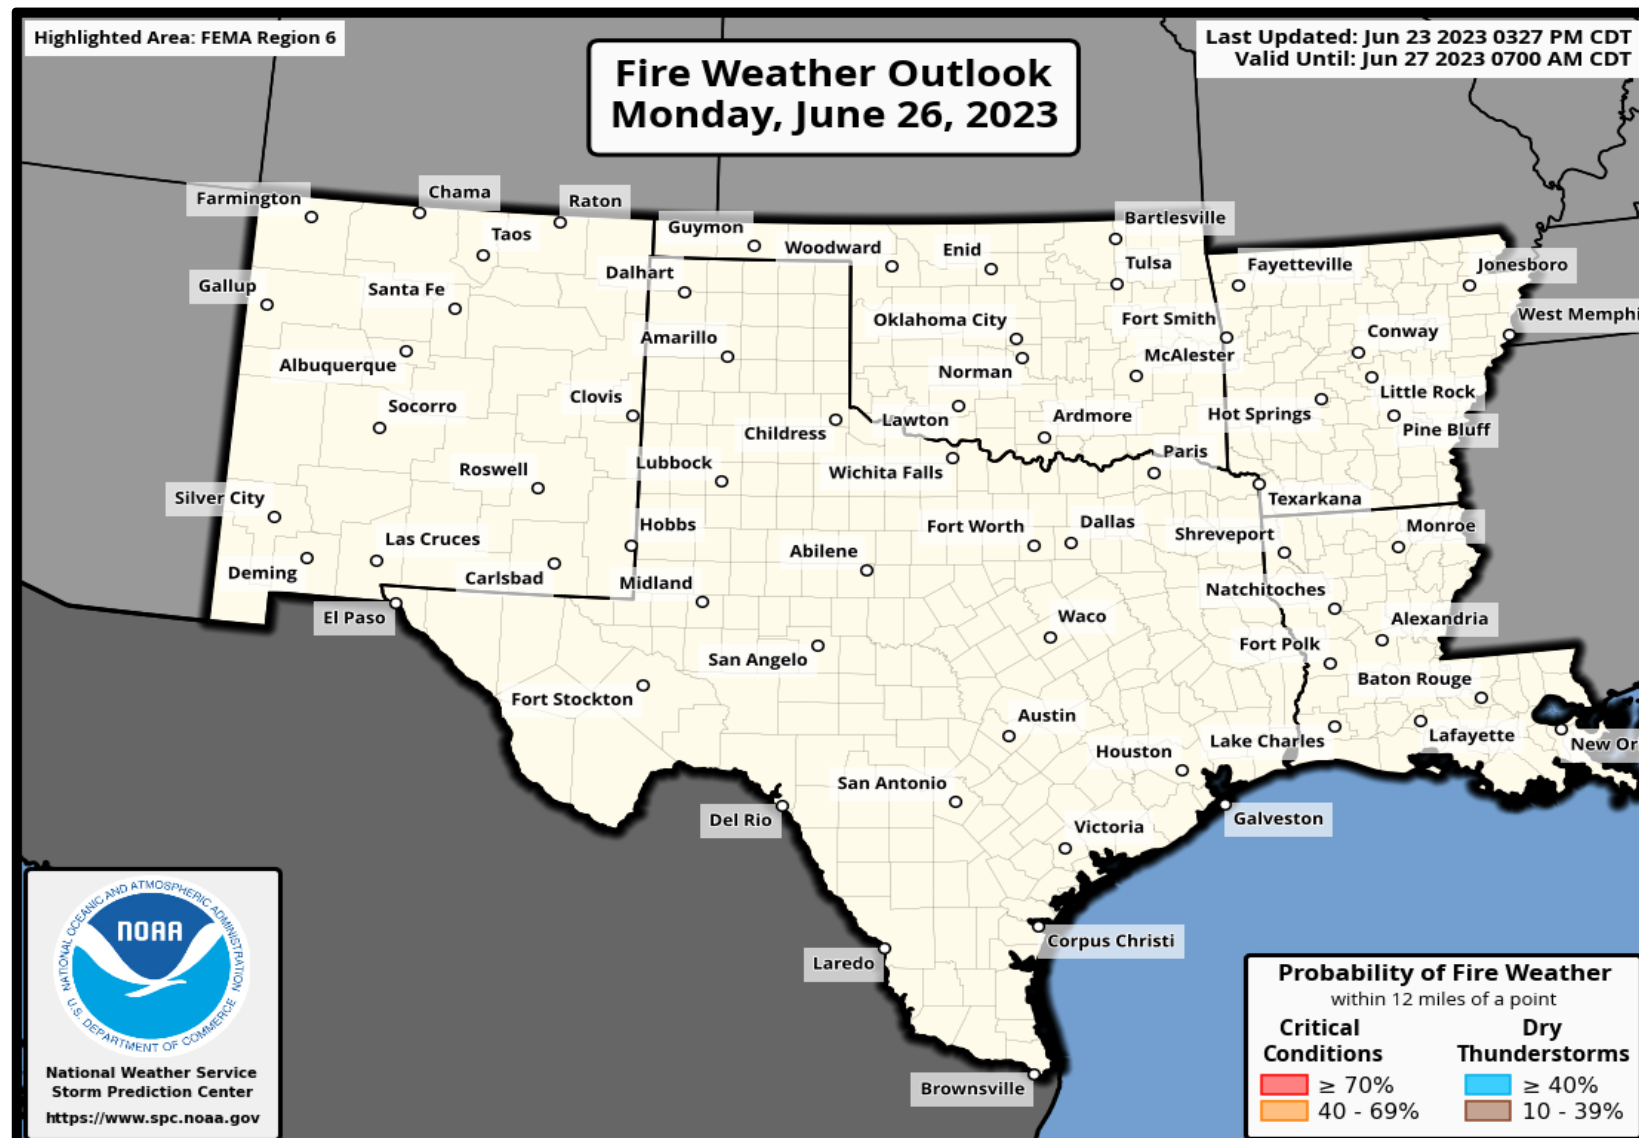 Highlighted Area: FEMA Region 6
Last Updated: Jun 23 2023 0327 PM CDT
Valid Until: Jun 27 2023 0700 AM CDT
Fire Weather Outlook
Monday, June 26, 2023
Farmington
Chama
Raton
Taos
Guymon
Woodward
Enid
Bartlesville
Tulsa
Fayetteville
Jonesboro
Gallup
Santa Fe
Dalhart
Oklahoma City
Fort Smith
West Memphi
Albuquerque
Amarillo
Norman
McAlester
Conway
Socorro
Clovis
Childress
Lawton
Ardmore
Hot Springs
Little Rock
Pine Bluff
Roswell
Lubbock
Wichita Falls
Paris
Silver City
Hobbs
Fort Worth
Dallas
Texarkana
Shreveport
Monroe
Las Cruces
Deming
Carlsbad
Midland
Abilene
Natchitoches
El Paso
Waco
Alexandria
San Angelo
Fort Polk
Fort Stockton
Baton Rouge
Austin
Houston
Lake Charles
Lafayette
New Or
San Antonio
Del Rio
Victoria
Galveston
Corpus Christi
Laredo
Brownsville
NATIONAL OCEANIC AND ATMOSPHERIC ADMINISTRATION
NOAA
U.S. DEPARTMENT OF COMMERCE
National Weather Service
Storm Prediction Center
https://www.spc.noaa.gov
Probability of Fire Weather
within 12 miles of a point
Critical Conditions
≥ 70%
40 - 69%
Dry Thunderstorms
≥ 40%
10 - 39%